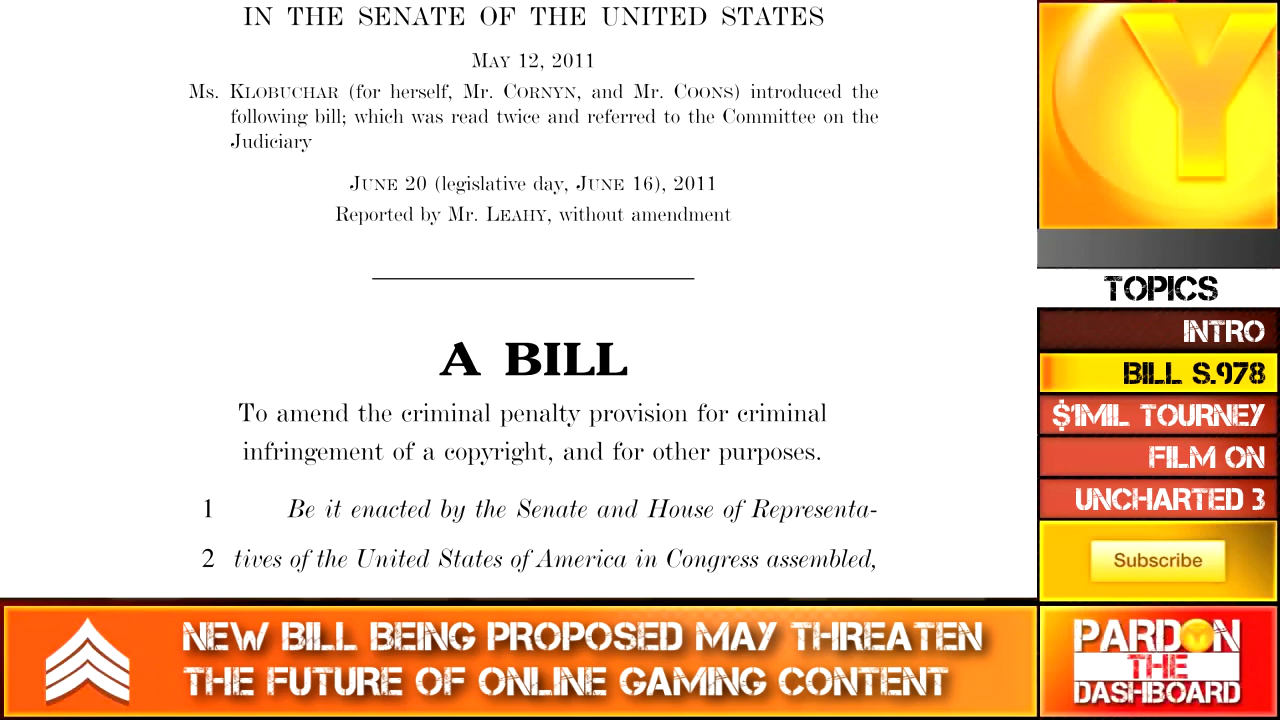 IN THE SENATE OF THE UNITED STATES
MAY 12, 2011
Ms. KLOBUCHAR (for herself, Mr. CORNYN, and Mr. COONS) introduced the
following bill; which was read twice and referred to the Committee on the
Judiciary
JUNE 20 (legislative day, JUNE 16), 2011
Reported by Mr. LEAHY, without amendment
A BILL
To amend the criminal penalty provision for criminal
infringement of a copyright, and for other purposes.
1 Be it enacted by the Senate and House of Representa-
2 tives of the United States of America in Congress assembled,
Y
TOPICS
INTRO
BILL S.978
$1MIL TOURNEY
FILM ON
UNCHARTED 3
Subscribe
NEW BILL BEING PROPOSED MAY THREATEN
THE FUTURE OF ONLINE GAMING CONTENT
PARDON
THE
DASHBOARD